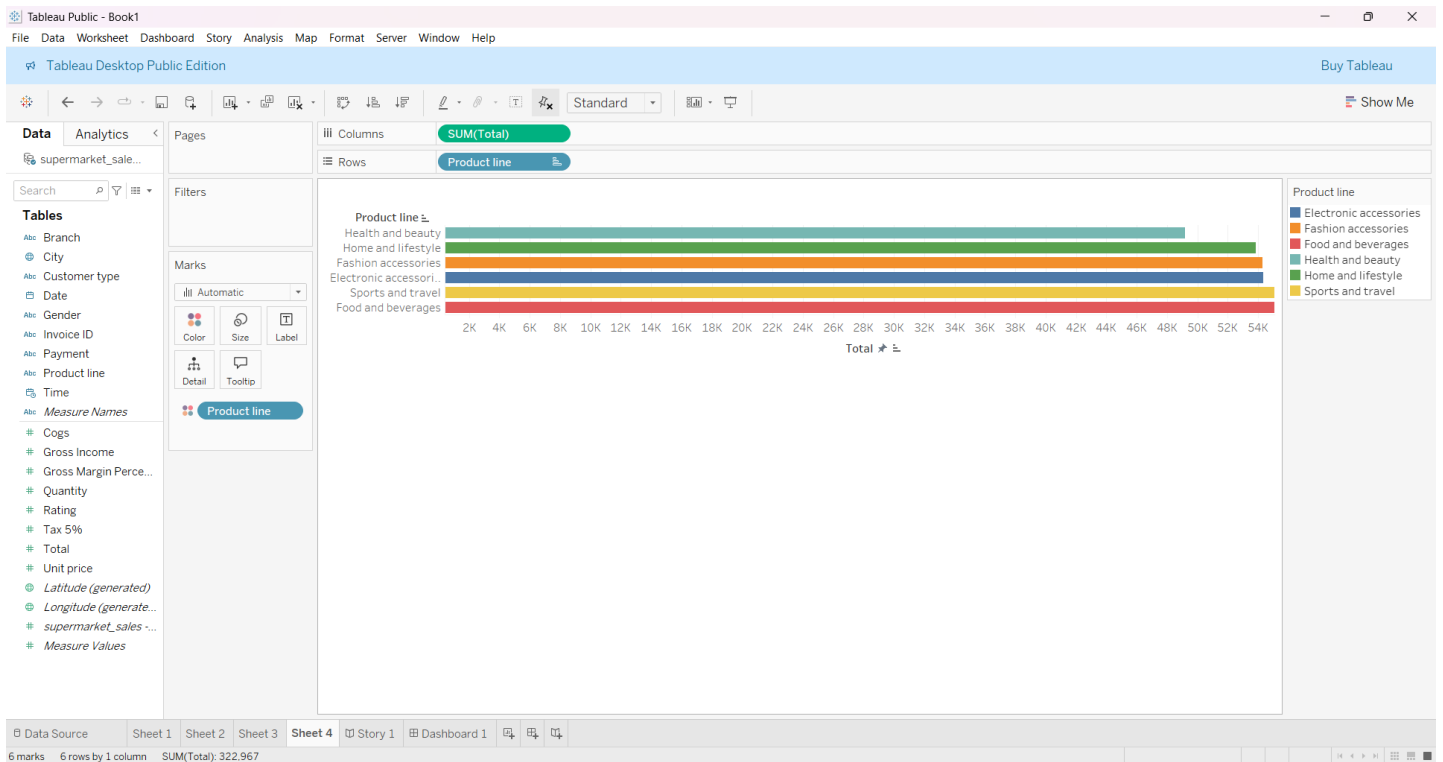 Tableau Public - Book1
File Data Worksheet Dashboard Story Analysis Map Format Server Window Help
Tableau Desktop Public Edition
Buy Tableau
Standard
Show Me
Data
Analytics
supermarket_sale...
Search
Tables
Abc Branch
City
Abc Customer type
Date
Abc Gender
Abc Invoice ID
Abc Payment
Abc Product line
Time
Abc Measure Names
# Cogs
# Gross Income
# Gross Margin Perce...
# Quantity
# Rating
# Tax 5%
# Total
# Unit price
Latitude (generated)
Longitude (generate...
# supermarket_sales -...
# Measure Values
Pages
Filters
Marks
Automatic
Color
Size
Label
Detail
Tooltip
Product line
Columns
SUM(Total)
Rows
Product line
Product line
Health and beauty
Home and lifestyle
Fashion accessories
Electronic accessori..
Sports and travel
Food and beverages
2K 4K 6K 8K 10K 12K 14K 16K 18K 20K 22K 24K 26K 28K 30K 32K 34K 36K 38K 40K 42K 44K 46K 48K 50K 52K 54K
Total
Product line
Electronic accessories
Fashion accessories
Food and beverages
Health and beauty
Home and lifestyle
Sports and travel
Data Source
Sheet 1
Sheet 2
Sheet 3
Sheet 4
Story 1
Dashboard 1
6 marks 6 rows by 1 column SUM(Total): 322,967